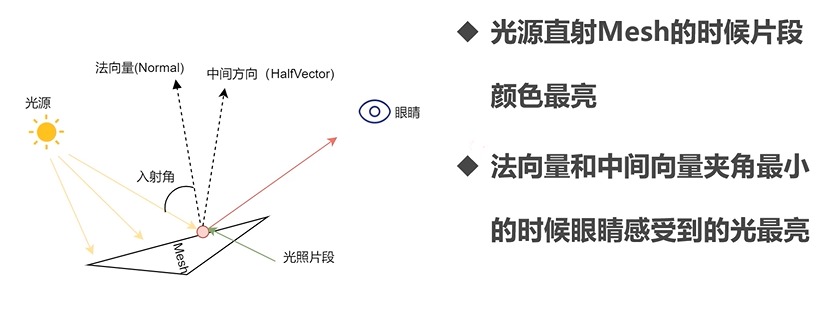 法向量(Normal)
中间方向（HalfVector)
光源
眼睛
入射角
Mesh
光照片段
◆ 光源直射Mesh的时候片段
颜色最亮
◆ 法向量和中间向量夹角最小
的时候眼睛感受到的光最亮